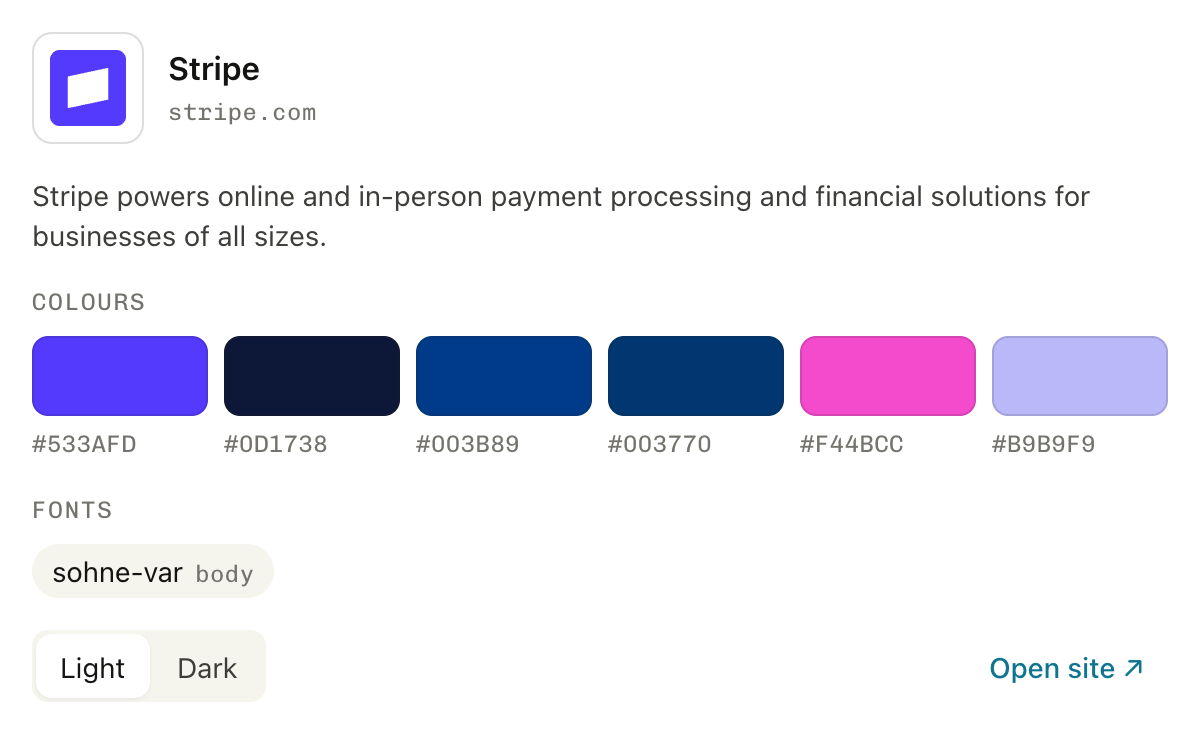 Stripe
stripe.com
Stripe powers online and in-person payment processing and financial solutions for
businesses of all sizes.
COLOURS
#533AFD #0D1738 #003B89 #003770 #F44BCC #B9B9F9
FONTS
sohne-var body
Light Dark Open site ↗